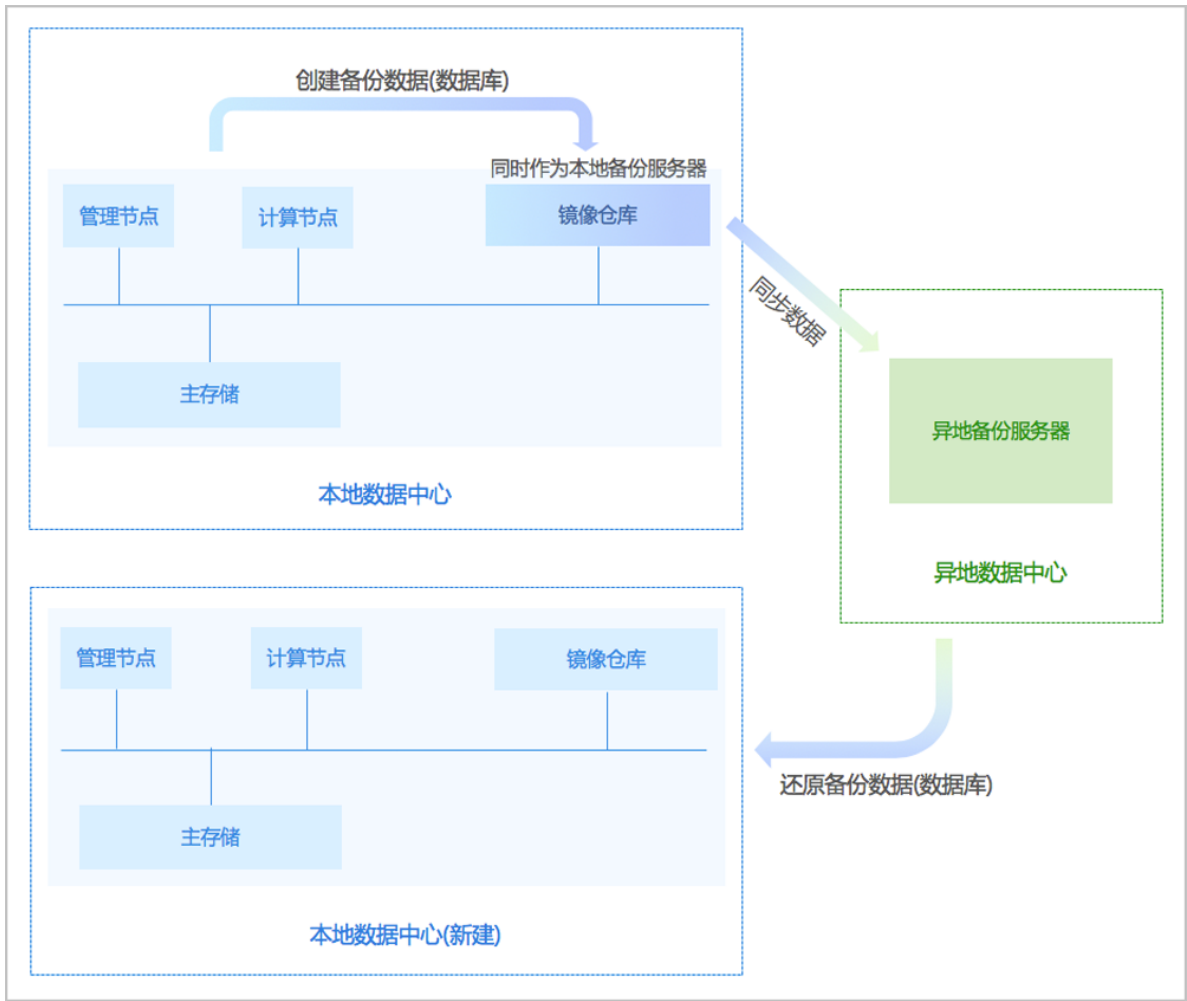 创建备份数据(数据库)
同时作为本地备份服务器
管理节点
计算节点
镜像仓库
同步数据
主存储
异地备份服务器
本地数据中心
异地数据中心
管理节点
计算节点
镜像仓库
还原备份数据(数据库)
主存储
本地数据中心(新建)